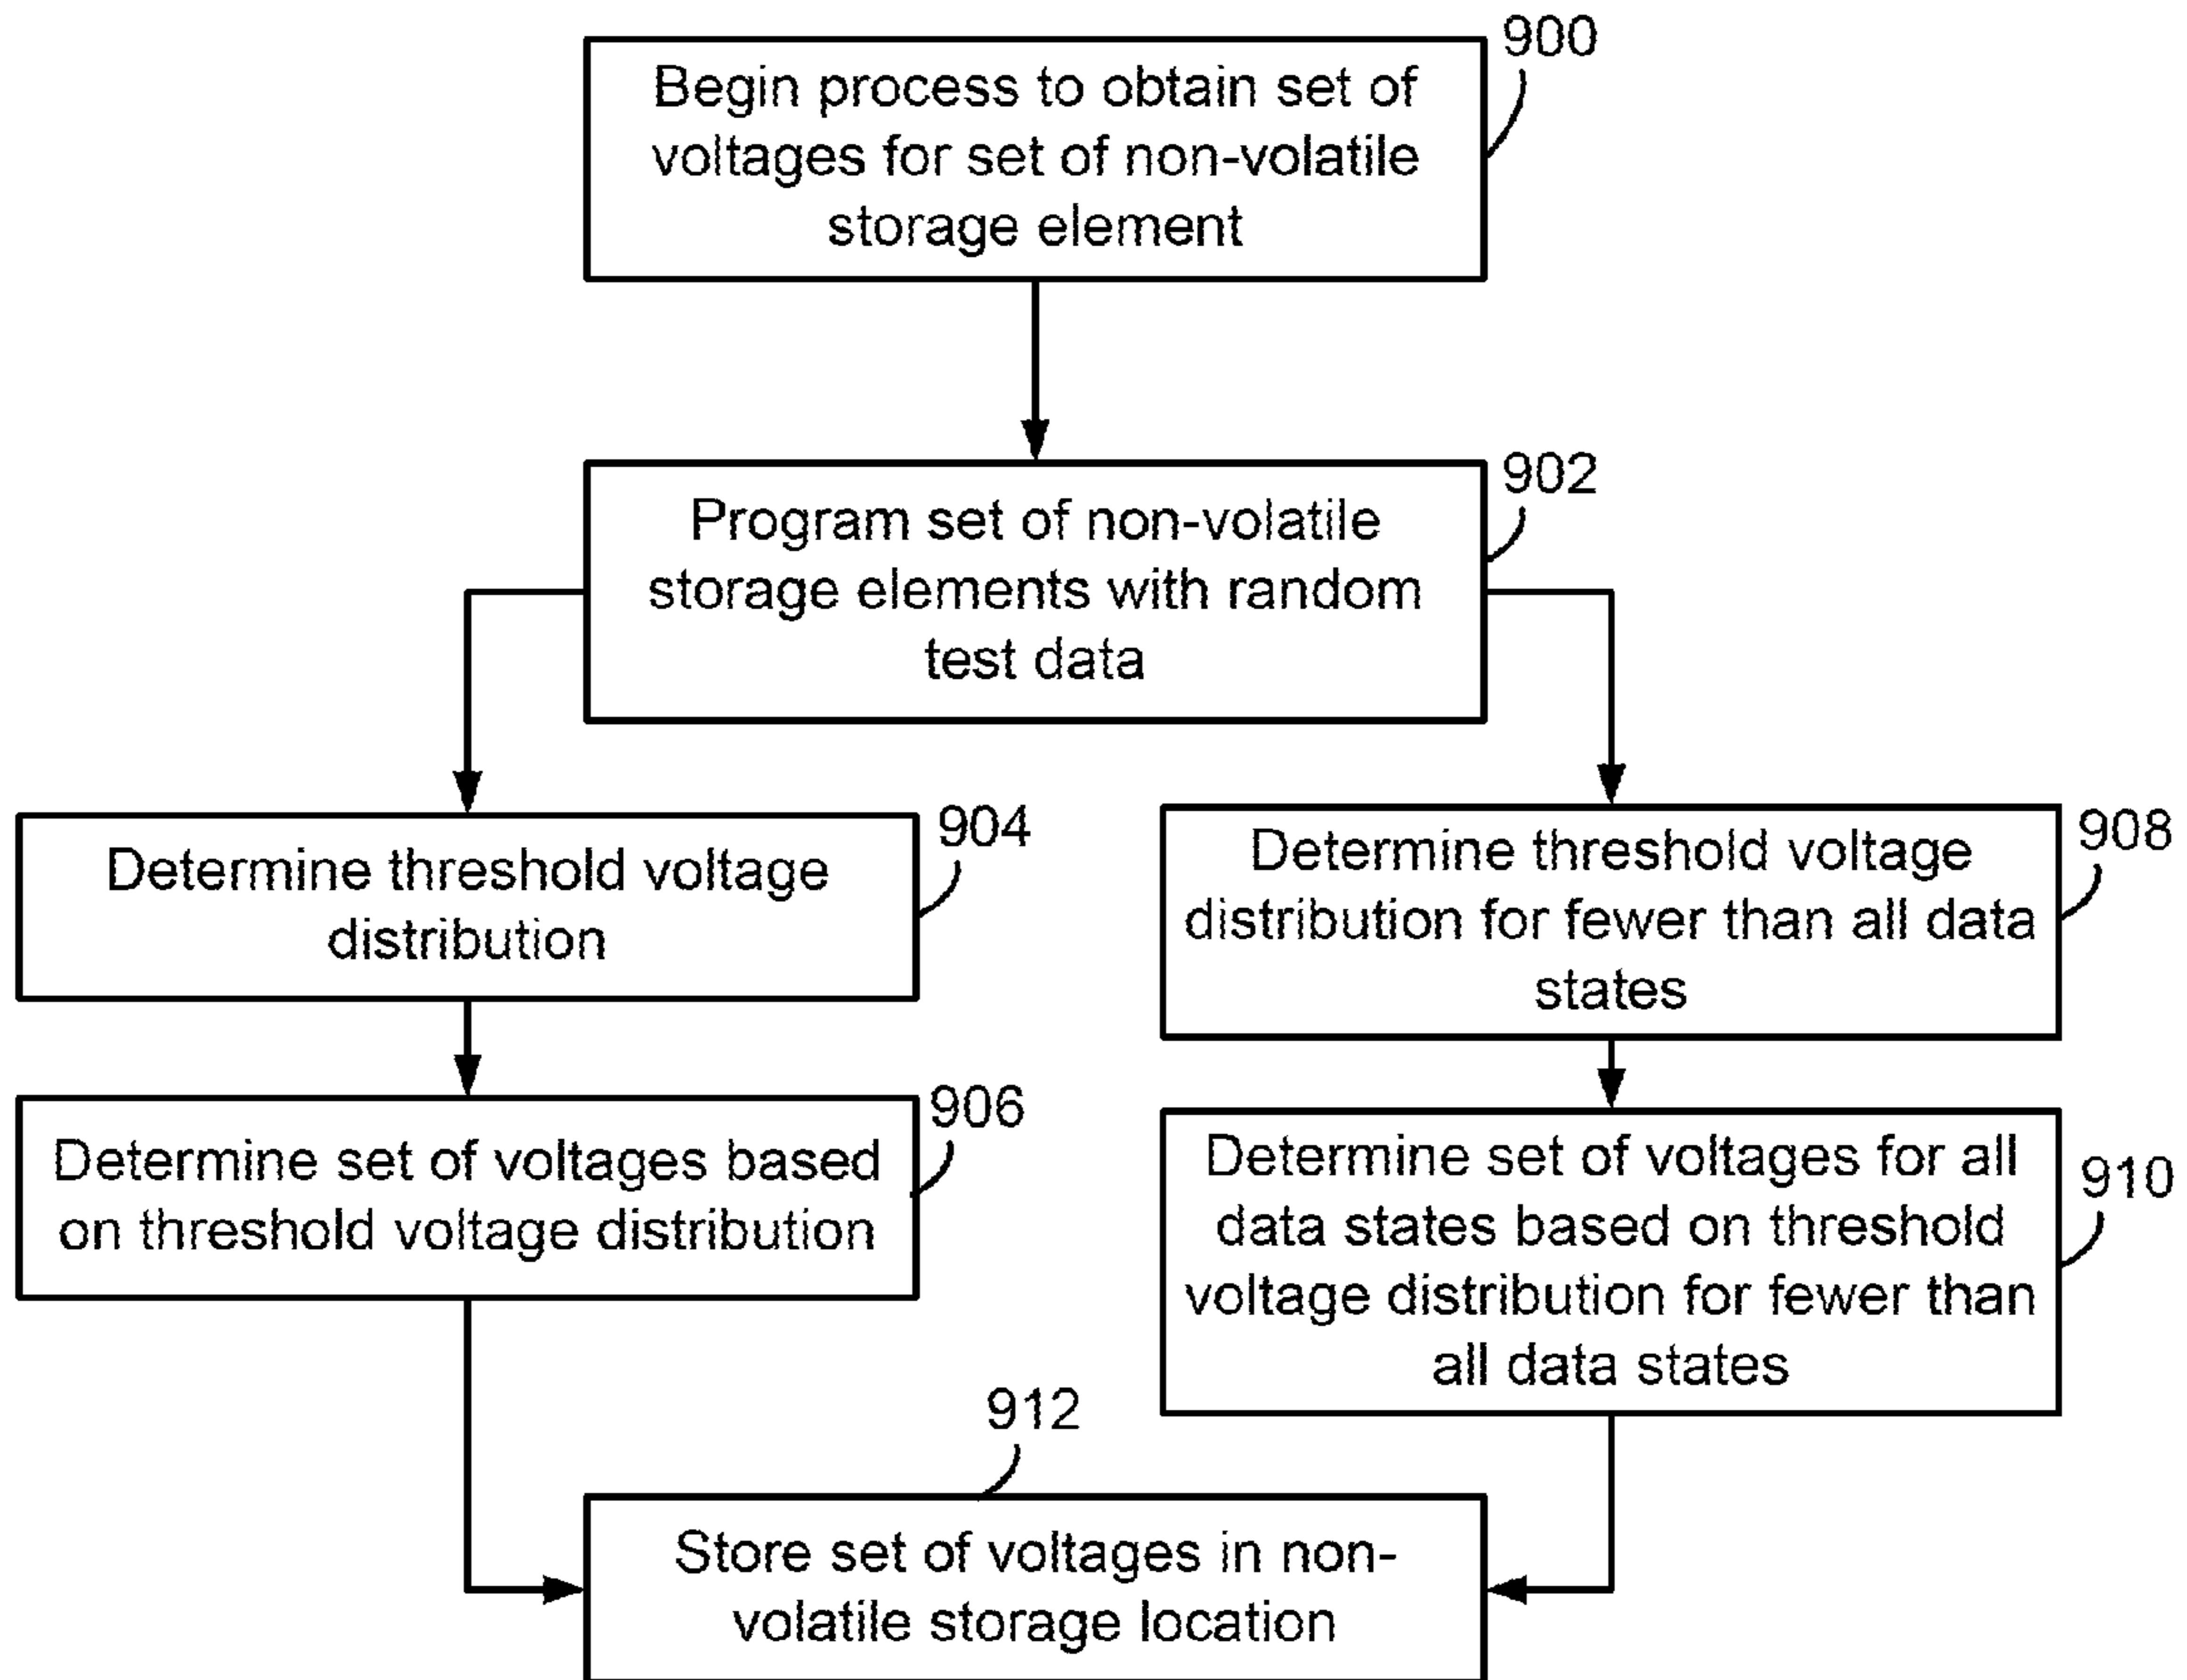 900
Begin process to obtain set of
voltages for set of non-volatile
storage element
902
Program set of non-volatile
storage elements with random
test data
904
Determine threshold voltage
distribution
906
Determine set of voltages based
on threshold voltage distribution
908
Determine threshold voltage
distribution for fewer than all data
states
910
Determine set of voltages for all
data states based on threshold
voltage distribution for fewer than
all data states
912
Store set of voltages in non-
volatile storage location